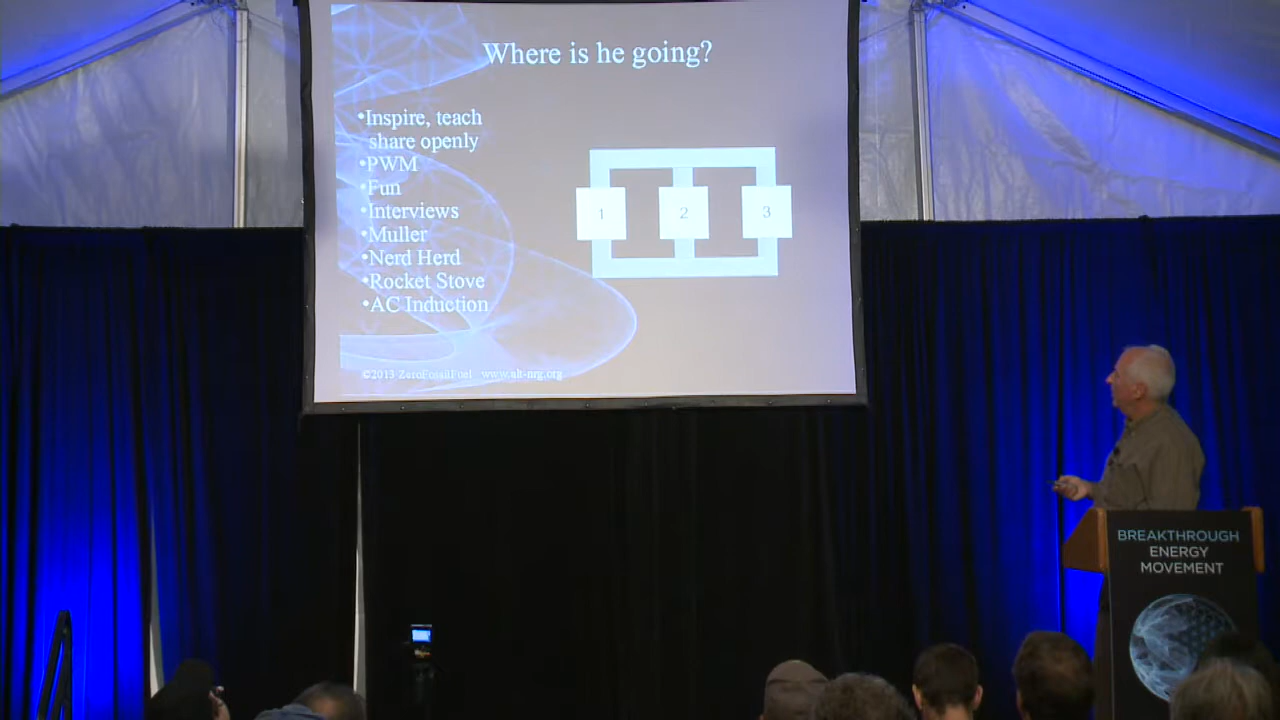 Where is he going?
•Inspire, teach
share openly
•PWM
•Fun
•Interviews
•Muller
•Nerd Herd
•Rocket Stove
•AC Induction
1
2
3
©2013 ZeroFossilFuel www.alt-nrg.org
BREAKTHROUGH
ENERGY
MOVEMENT